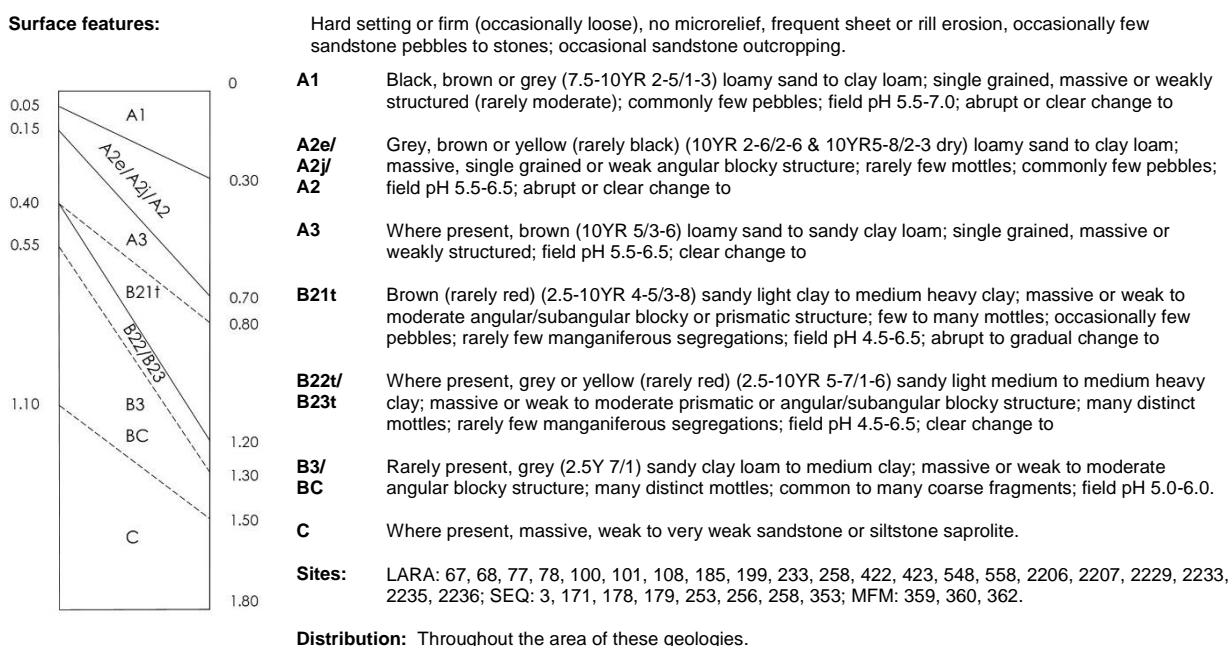 Surface features: Hard setting or firm (occasionally loose), no microrelief, frequent sheet or rill erosion, occasionally few
sandstone pebbles to stones; occasional sandstone outcropping.
0
0.05
0.15
0.40
0.55
1.10
A1
A2e/A2j/A2
A3
B21t
B22/B23
B3
BC
C
0.30
0.70
0.80
1.20
1.30
1.50
1.80
A1 Black, brown or grey (7.5-10YR 2-5/1-3) loamy sand to clay loam; single grained, massive or weakly
structured (rarely moderate); commonly few pebbles; field pH 5.5-7.0; abrupt or clear change to
A2e/ Grey, brown or yellow (rarely black) (10YR 2-6/2-6 & 10YR5-8/2-3 dry) loamy sand to clay loam;
A2j/ massive, single grained or weak angular blocky structure; rarely few mottles; commonly few pebbles;
A2 field pH 5.5-6.5; abrupt or clear change to
A3 Where present, brown (10YR 5/3-6) loamy sand to sandy clay loam; single grained, massive or
weakly structured; field pH 5.5-6.5; clear change to
B21t Brown (rarely red) (2.5-10YR 4-5/3-8) sandy light clay to medium heavy clay; massive or weak to
moderate angular/subangular blocky or prismatic structure; few to many mottles; occasionally few
pebbles; rarely few manganiferous segregations; field pH 4.5-6.5; abrupt to gradual change to
B22t/ Where present, grey or yellow (rarely red) (2.5-10YR 5-7/1-6) sandy light medium to medium heavy
B23t clay; massive or weak to moderate prismatic or angular/subangular blocky structure; many distinct
mottles; rarely few manganiferous segregations; field pH 4.5-6.5; clear change to
B3/ Rarely present, grey (2.5Y 7/1) sandy clay loam to medium clay; massive or weak to moderate
BC angular blocky structure; many distinct mottles; common to many coarse fragments; field pH 5.0-6.0.
C Where present, massive, weak to very weak sandstone or siltstone saprolite.
Sites: LARA: 67, 68, 77, 78, 100, 101, 108, 185, 199, 233, 258, 422, 423, 548, 558, 2206, 2207, 2229, 2233,
2235, 2236; SEQ: 3, 171, 178, 179, 253, 256, 258, 353; MFM: 359, 360, 362.
Distribution: Throughout the area of these geologies.